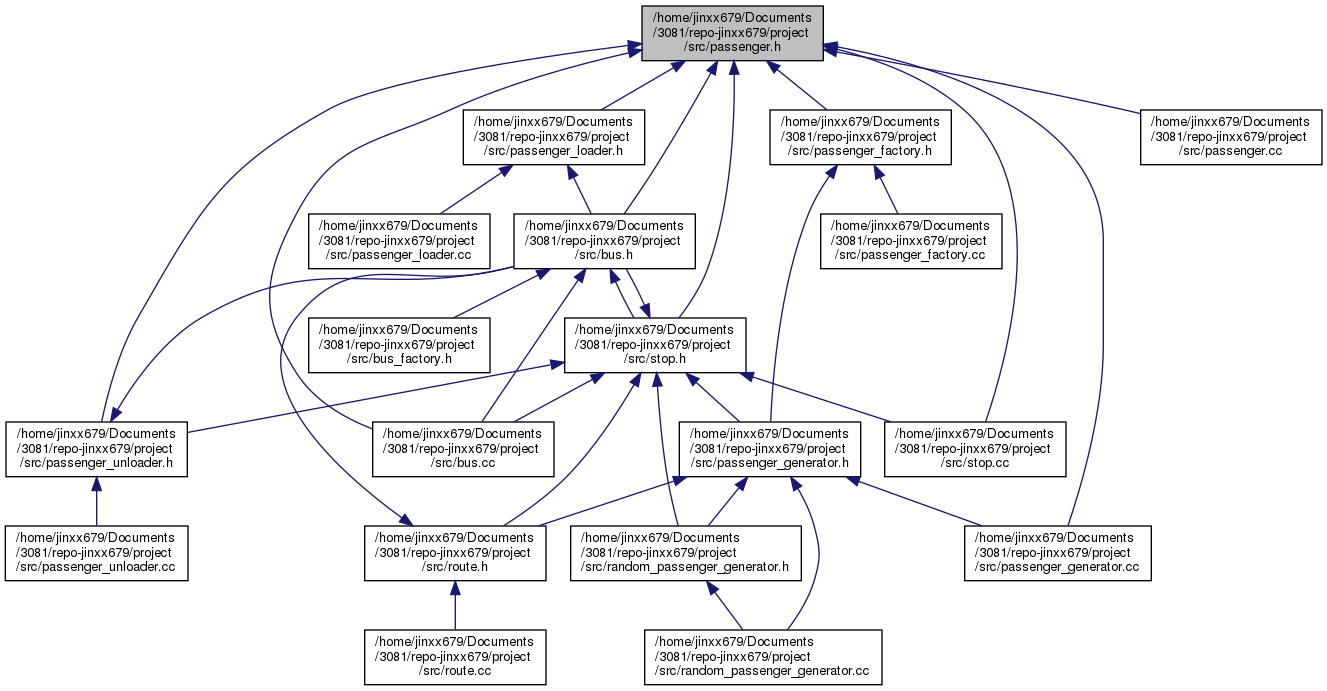 /home/jinxx679/Documents
/3081/repo-jinxx679/project
/src/passenger.h
/home/jinxx679/Documents
/3081/repo-jinxx679/project
/src/passenger_loader.h
/home/jinxx679/Documents
/3081/repo-jinxx679/project
/src/passenger_factory.h
/home/jinxx679/Documents
/3081/repo-jinxx679/project
/src/passenger.cc
/home/jinxx679/Documents
/3081/repo-jinxx679/project
/src/passenger_loader.cc
/home/jinxx679/Documents
/3081/repo-jinxx679/project
/src/bus.h
/home/jinxx679/Documents
/3081/repo-jinxx679/project
/src/passenger_factory.cc
/home/jinxx679/Documents
/3081/repo-jinxx679/project
/src/bus_factory.h
/home/jinxx679/Documents
/3081/repo-jinxx679/project
/src/stop.h
/home/jinxx679/Documents
/3081/repo-jinxx679/project
/src/passenger_unloader.h
/home/jinxx679/Documents
/3081/repo-jinxx679/project
/src/bus.cc
/home/jinxx679/Documents
/3081/repo-jinxx679/project
/src/passenger_generator.h
/home/jinxx679/Documents
/3081/repo-jinxx679/project
/src/stop.cc
/home/jinxx679/Documents
/3081/repo-jinxx679/project
/src/passenger_unloader.cc
/home/jinxx679/Documents
/3081/repo-jinxx679/project
/src/route.h
/home/jinxx679/Documents
/3081/repo-jinxx679/project
/src/random_passenger_generator.h
/home/jinxx679/Documents
/3081/repo-jinxx679/project
/src/passenger_generator.cc
/home/jinxx679/Documents
/3081/repo-jinxx679/project
/src/route.cc
/home/jinxx679/Documents
/3081/repo-jinxx679/project
/src/random_passenger_generator.cc